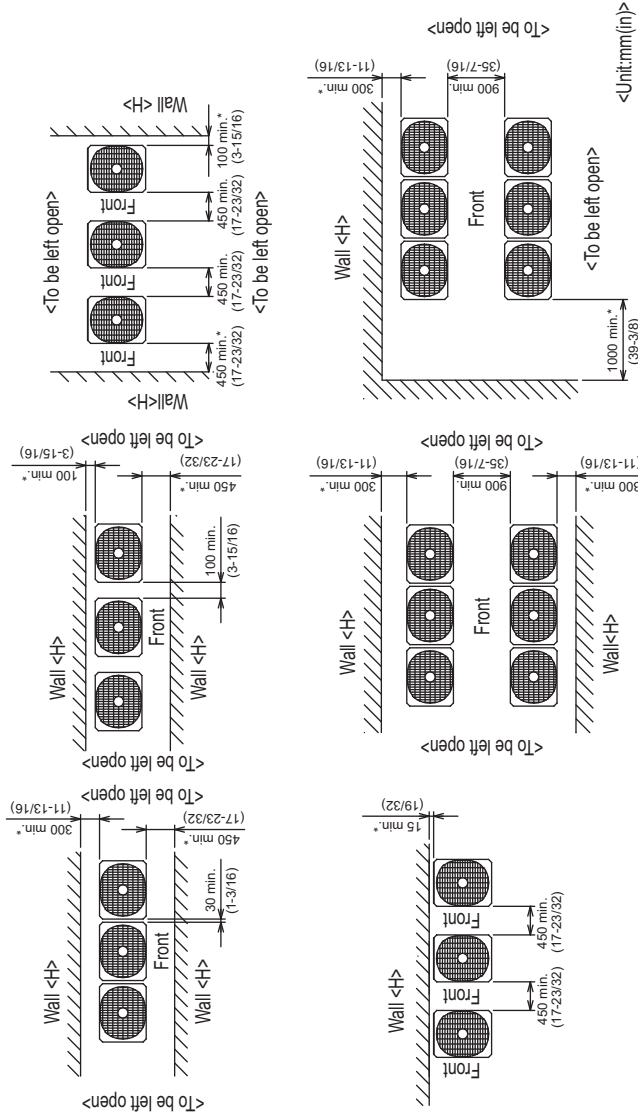 Wall <H>
300 min.*
(11-13/16)
<To be left open>
<To be left open>
Front
30 min.
(1-3/16)
450 min.*
(17-23/32)
Wall <H>
Wall <H>
100 min.*
(3-15/16)
<To be left open>
<To be left open>
Front
100 min.
(3-15/16)
450 min.*
(17-23/32)
Wall <H>
<To be left open>
Wall<H>
Wall <H>
Front
Front
Front
450 min.*
(17-23/32)
450 min.
(17-23/32)
450 min.
(17-23/32)
100 min.*
(3-15/16)
<To be left open>
Wall <H>
15 min.*
(19/32)
Front
Front
Front
450 min.
(17-23/32)
450 min.
(17-23/32)
Wall <H>
300 min.*
(11-13/16)
<To be left open>
<To be left open>
Front
900 min.
(35-7/16)
300 min.*
(11-13/16)
Wall<H>
Wall <H>
300 min.*
(11-13/16)
<To be left open>
Front
900 min.
(35-7/16)
1000 min.*
(39-3/8)
<To be left open>
<Unit:mm(in)>